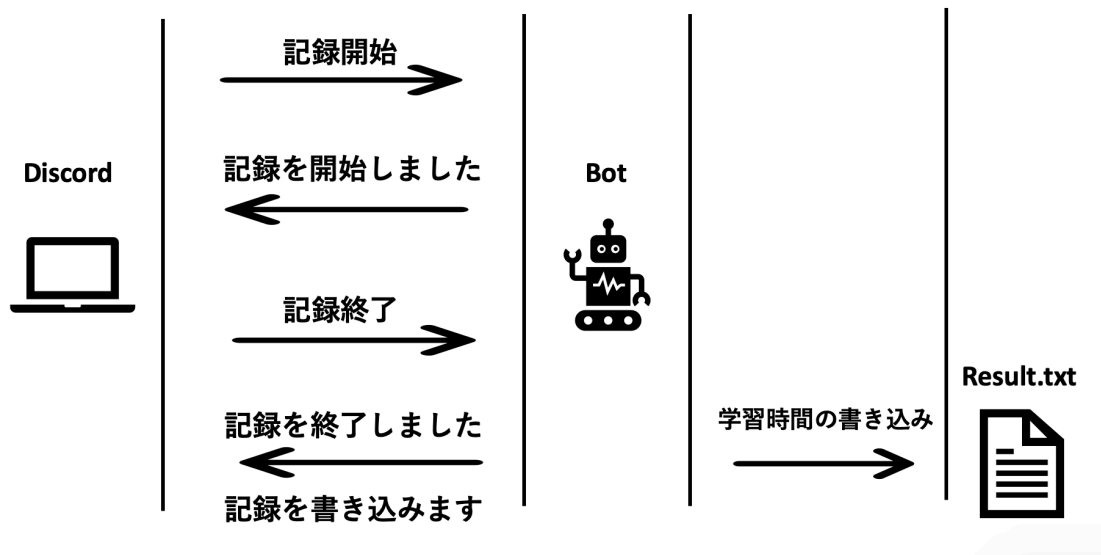 記録開始
Discord
記録を開始しました
Bot
記録終了
Result.txt
記録を終了しました
学習時間の書き込み
記録を書き込みます